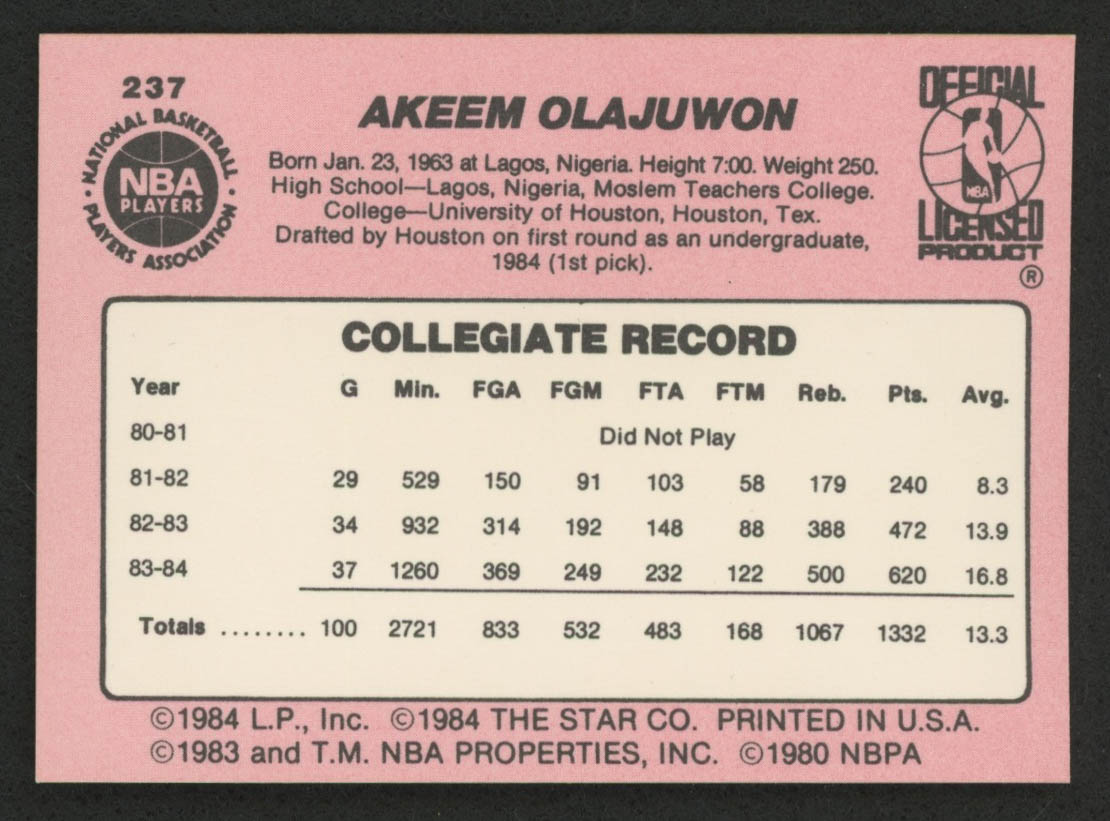 237
NATIONAL BASKETBALL
NBA
PLAYERS
PLAYERS ASSOCIATION
AKEEM OLAJUWON
OFFICIAL
NBA
LICENSED
PRODUCT
®
Born Jan. 23, 1963 at Lagos, Nigeria. Height 7:00. Weight 250.
High School—Lagos, Nigeria, Moslem Teachers College.
College—University of Houston, Houston, Tex.
Drafted by Houston on first round as an undergraduate,
1984 (1st pick).
COLLEGIATE RECORD
Year G Min. FGA FGM FTA FTM Reb. Pts. Avg.
80-81 Did Not Play
81-82 29 529 150 91 103 58 179 240 8.3
82-83 34 932 314 192 148 88 388 472 13.9
83-84 37 1260 369 249 232 122 500 620 16.8
Totals ........ 100 2721 833 532 483 168 1067 1332 13.3
©1984 L.P., Inc. ©1984 THE STAR CO. PRINTED IN U.S.A.
©1983 and T.M. NBA PROPERTIES, INC. ©1980 NBPA